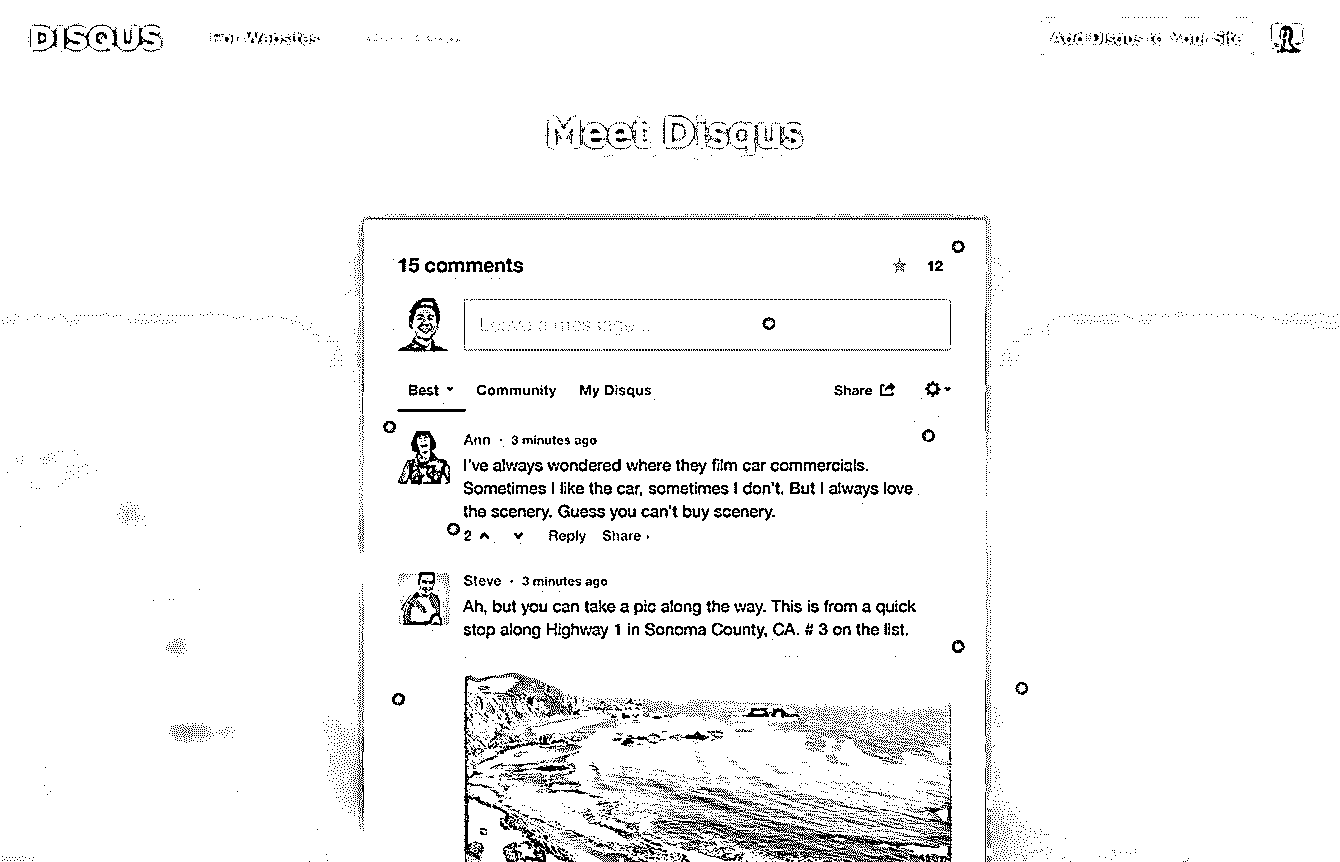 DISQUS
For Websites
Add Disqus to Your Site
Meet Disqus
15 comments
12
Leave a message...
Best
Community
My Disqus
Share
Ann · 3 minutes ago
I've always wondered where they film car commercials.
Sometimes I like the car, sometimes I don't. But I always love
the scenery. Guess you can't buy scenery.
2
Reply
Share ›
Steve · 3 minutes ago
Ah, but you can take a pic along the way. This is from a quick
stop along Highway 1 in Sonoma County, CA. # 3 on the list.